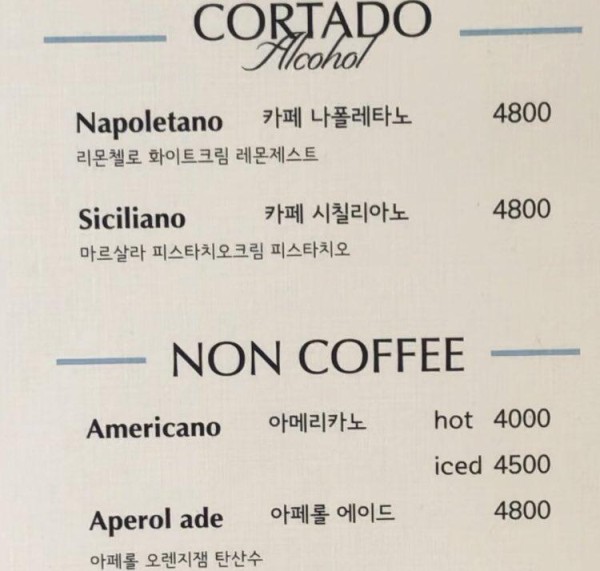 CORTADO
Alcohol
Napoletano 카페 나폴레타노 4800
리몬첼로 화이트크림 레몬제스트
Siciliano 카페 시칠리아노 4800
마르살라 피스타치오크림 피스타치오
NON COFFEE
Americano 아메리카노 hot 4000
iced 4500
Aperol ade 아페롤 에이드 4800
아페롤 오렌지잼 탄산수